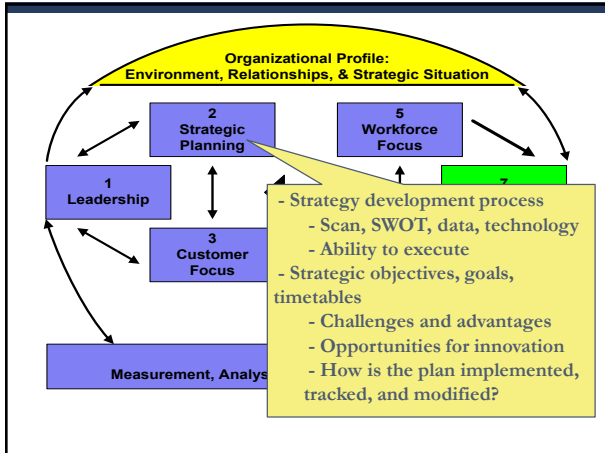 Organizational Profile:
Environment, Relationships, & Strategic Situation
2
Strategic
Planning
5
Workforce
Focus
1
Leadership
7
3
Customer
Focus
- Strategy development process
- Scan, SWOT, data, technology
- Ability to execute
- Strategic objectives, goals,
timetables
- Challenges and advantages
- Opportunities for innovation
- How is the plan implemented,
tracked, and modified?
Measurement, Analys